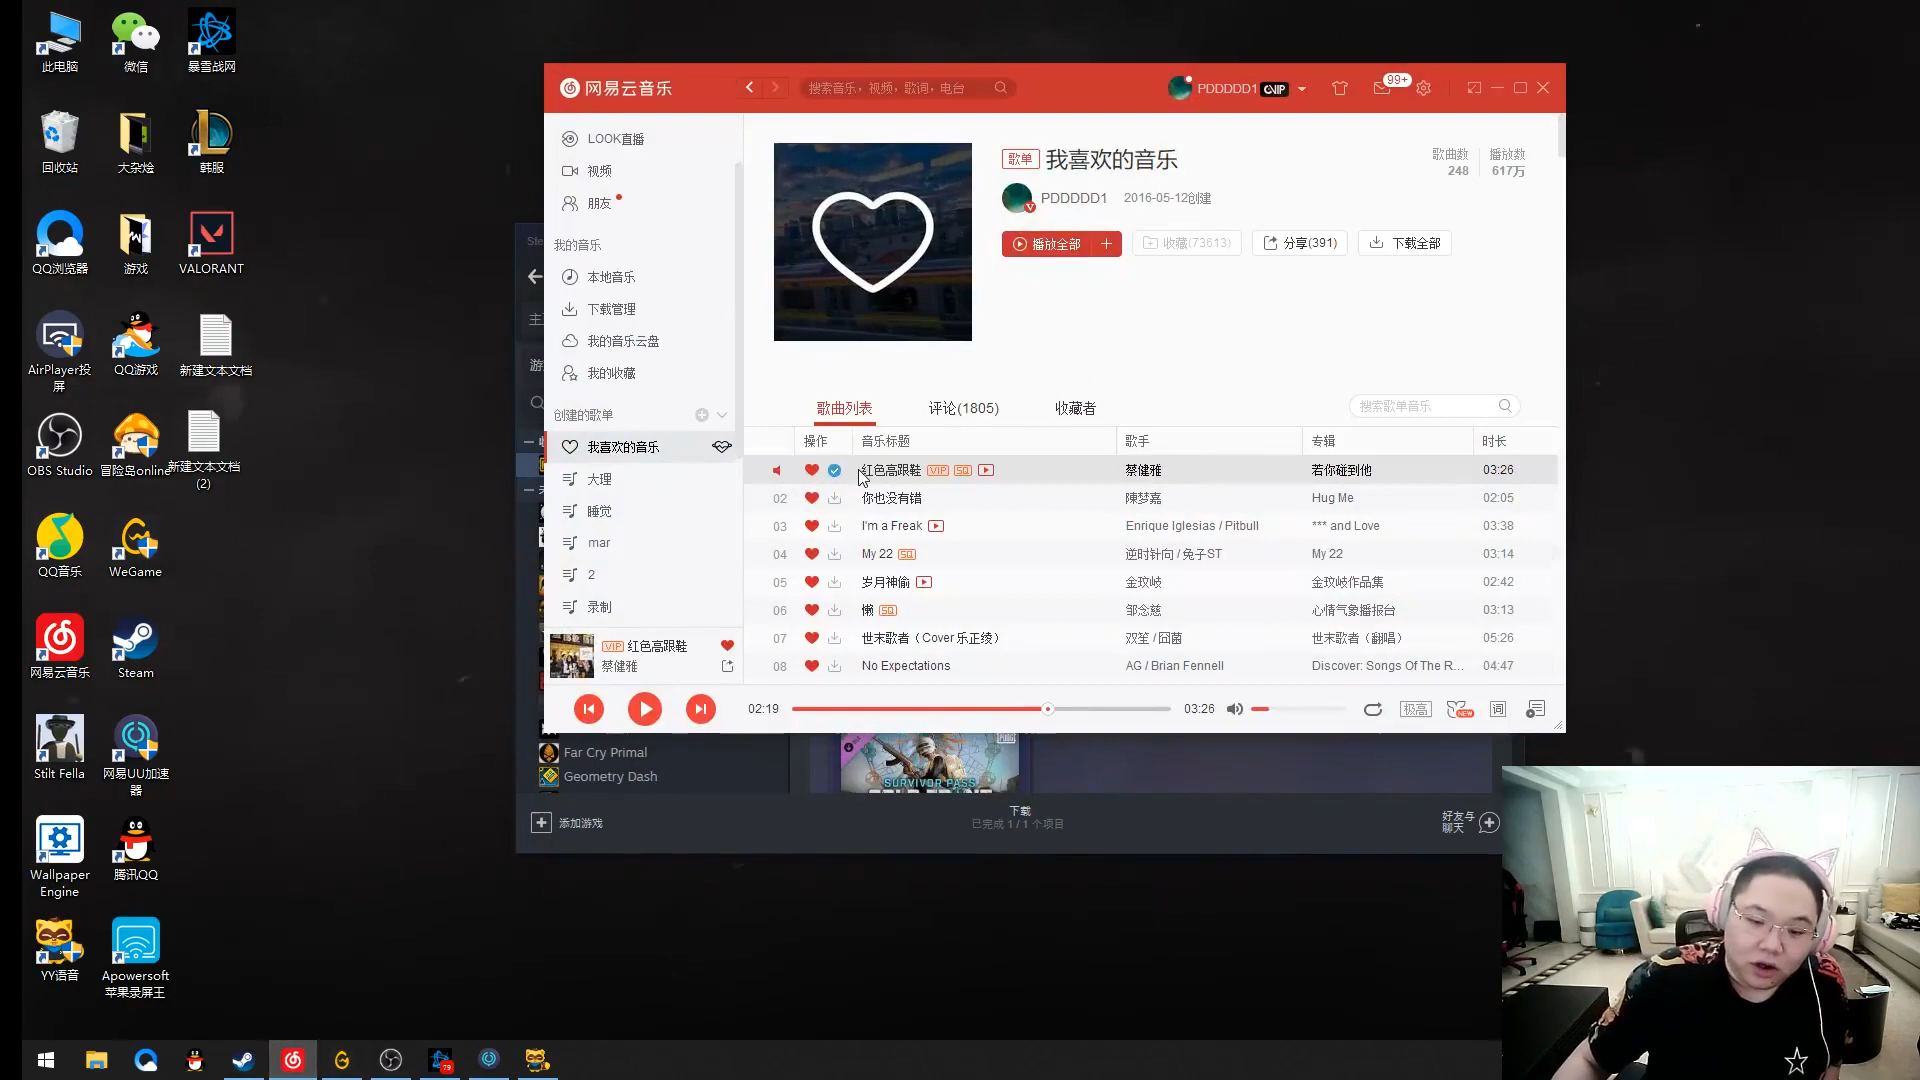 此电脑
微信
暴雪战网
回收站
大杂烩
韩服
QQ浏览器
游戏
VALORANT
AirPlayer投
屏
QQ游戏
新建文本文档
OBS Studio
冒险岛online
新建文本文档
(2)
QQ音乐
WeGame
网易云音乐
Steam
Stilt Fella
网易UU加速
器
Wallpaper
Engine
腾讯QQ
YY语音
Apowersoft
苹果录屏王
网易云音乐
搜索音乐，视频，歌词，电台
PDDDDD1
VIP
99+
LOOK直播
视频
朋友
我的音乐
本地音乐
下载管理
我的音乐云盘
我的收藏
创建的歌单
我喜欢的音乐
大理
睡觉
mar
2
录制
VIP 红色高跟鞋
蔡健雅
歌单 我喜欢的音乐
歌曲数 播放数
248 617万
PDDDDD1 2016-05-12创建
播放全部 收藏(73613) 分享(391) 下载全部
歌曲列表 评论(1805) 收藏者 搜索歌单音乐
操作 音乐标题 歌手 专辑 时长
红色高跟鞋 VIP SQ 蔡健雅 若你碰到他 03:26
02 你也没有错 陳梦嘉 Hug Me 02:05
03 I'm a Freak Enrique Iglesias / Pitbull *** and Love 03:38
04 My 22 SQ 逆时针向 / 兔子ST My 22 03:14
05 岁月神偷 金玟岐 金玟岐作品集 02:42
06 懒 SQ 邹念慈 心情气象播报台 03:13
07 世末歌者（Cover 乐正绫） 双笙 / 囧菌 世末歌者（翻唱） 05:26
08 No Expectations AG / Brian Fennell Discover: Songs Of The R... 04:47
02:19 03:26 极高 NEW 词
Far Cry Primal
Geometry Dash
PUBG
SURVIVOR PASS
添加游戏
下载
已完成 1 / 1 个项目
好友与
聊天
79